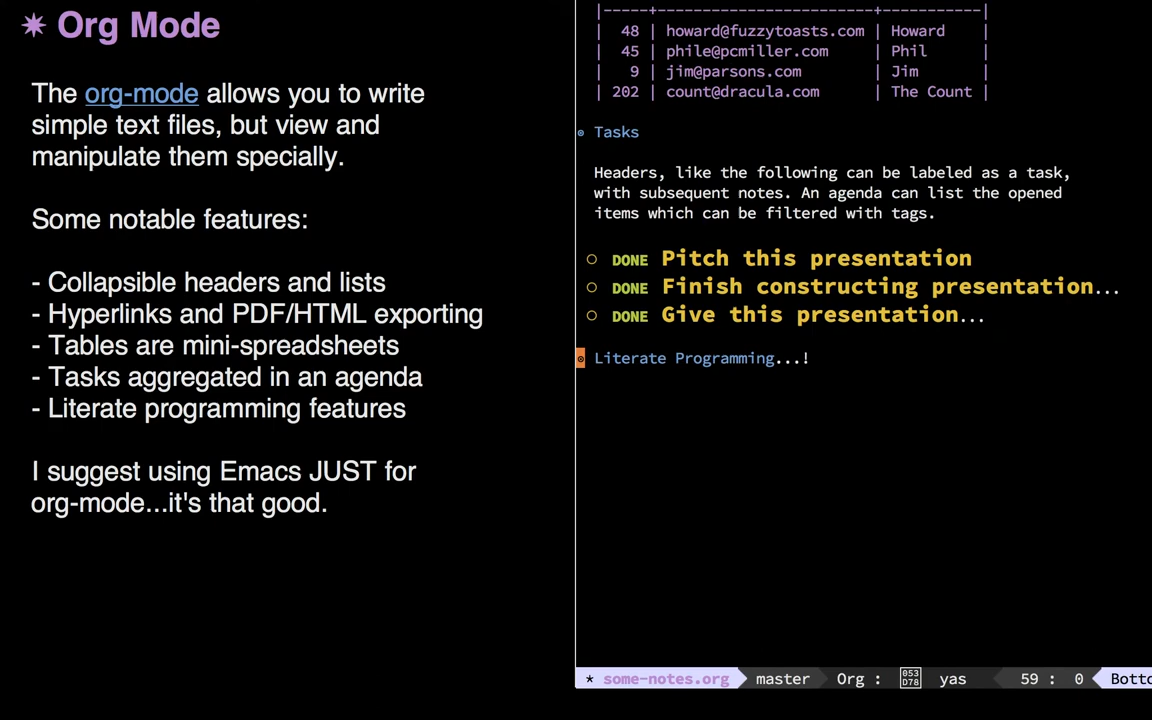 ✷ Org Mode
The org-mode allows you to write
simple text files, but view and
manipulate them specially.
Some notable features:
- Collapsible headers and lists
- Hyperlinks and PDF/HTML exporting
- Tables are mini-spreadsheets
- Tasks aggregated in an agenda
- Literate programming features
I suggest using Emacs JUST for
org-mode...it's that good.
|-----+------------------------+-----------|
| 48 | howard@fuzzytoasts.com | Howard |
| 45 | phile@pcmiller.com | Phil |
| 9 | jim@parsons.com | Jim |
| 202 | count@dracula.com | The Count |
Tasks
Headers, like the following can be labeled as a task,
with subsequent notes. An agenda can list the opened
items which can be filtered with tags.
○ DONE Pitch this presentation
○ DONE Finish constructing presentation...
○ DONE Give this presentation...
Literate Programming...!
* some-notes.org master Org : 053 D78 yas 59 : 0 Botto